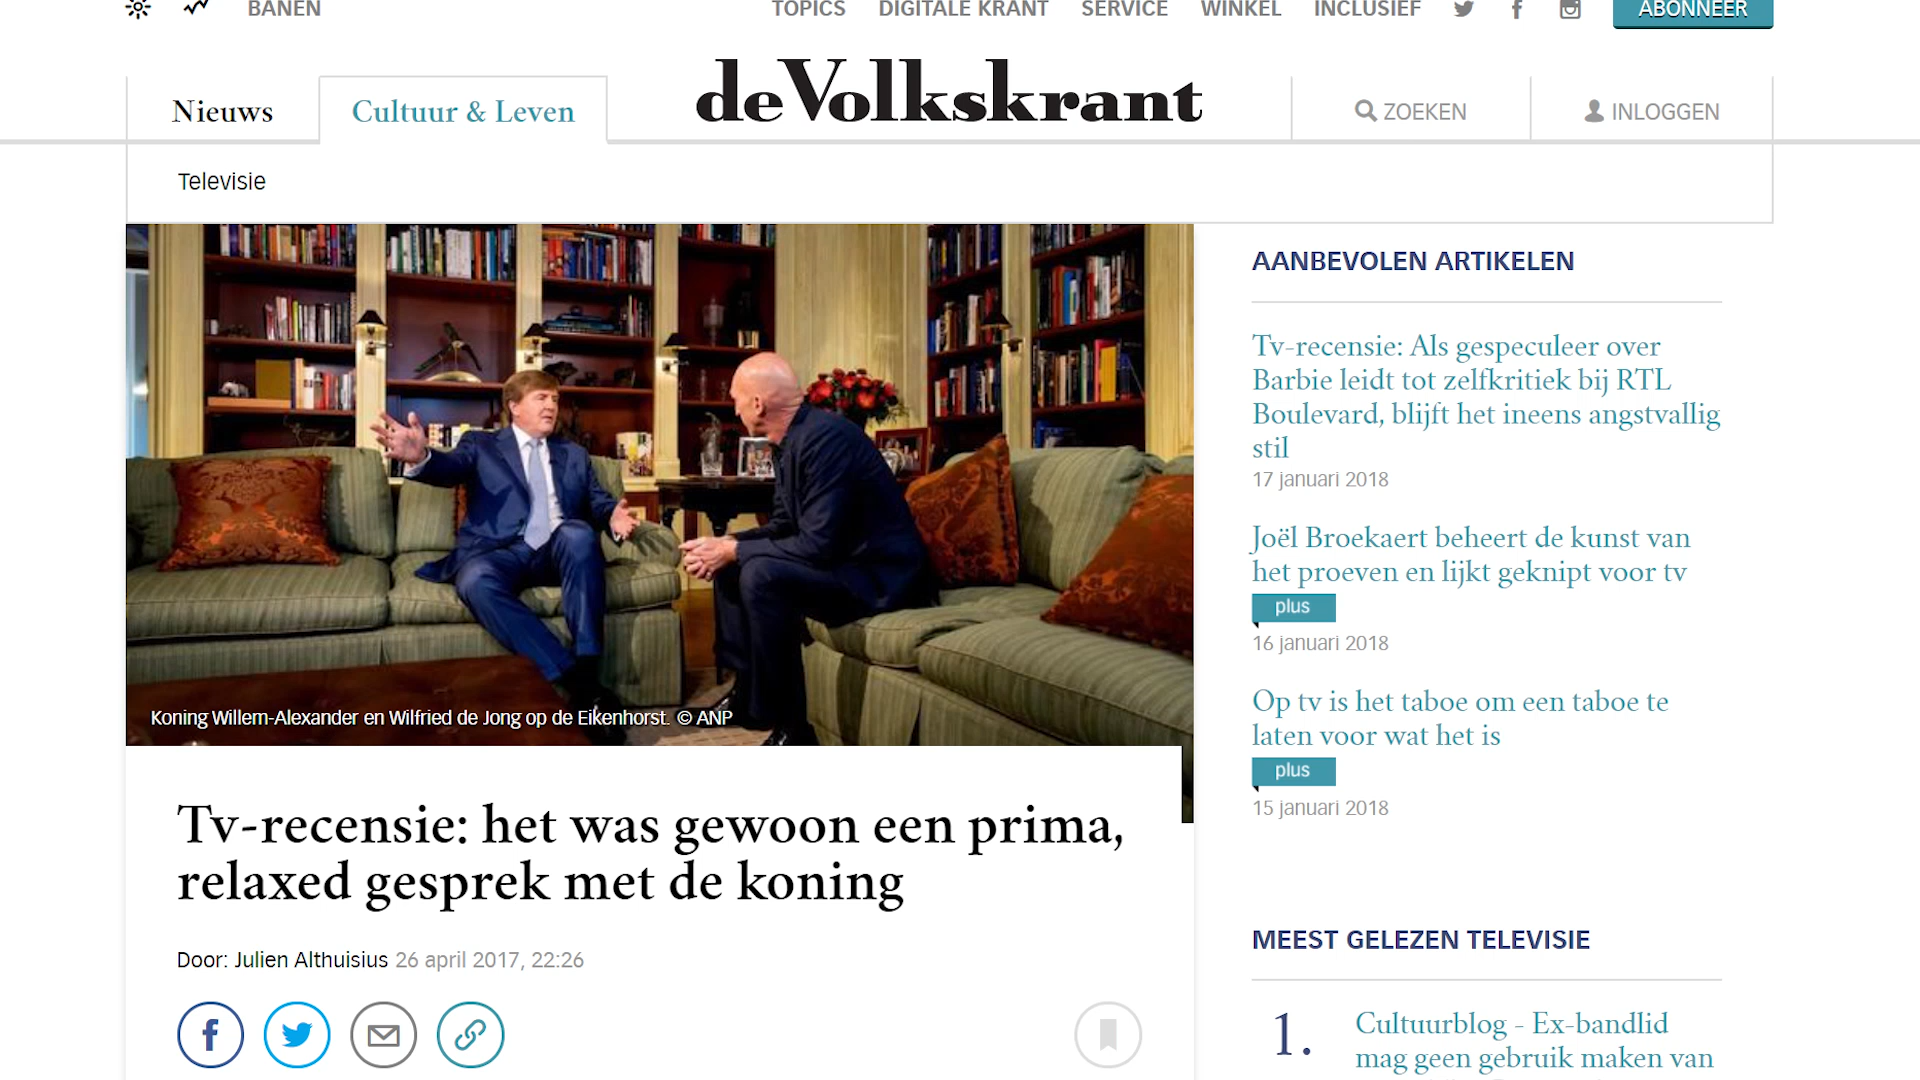 BANEN
TOPICS DIGITALE KRANT SERVICE WINKEL INCLUSIEF
ABONNEER
Nieuws
Cultuur & Leven
de Volkskrant
ZOEKEN
INLOGGEN
Televisie
Koning Willem-Alexander en Wilfried de Jong op de Eikenhorst. © ANP
Tv-recensie: het was gewoon een prima,
relaxed gesprek met de koning
Door: Julien Althuisius 26 april 2017, 22:26
AANBEVOLEN ARTIKELEN
Tv-recensie: Als gespeculeer over
Barbie leidt tot zelfkritiek bij RTL
Boulevard, blijft het ineens angstvallig
stil
17 januari 2018
Joël Broekaert beheert de kunst van
het proeven en lijkt geknipt voor tv
plus
16 januari 2018
Op tv is het taboe om een taboe te
laten voor wat het is
plus
15 januari 2018
MEEST GELEZEN TELEVISIE
1.
Cultuurblog - Ex-bandlid
mag geen gebruik maken van